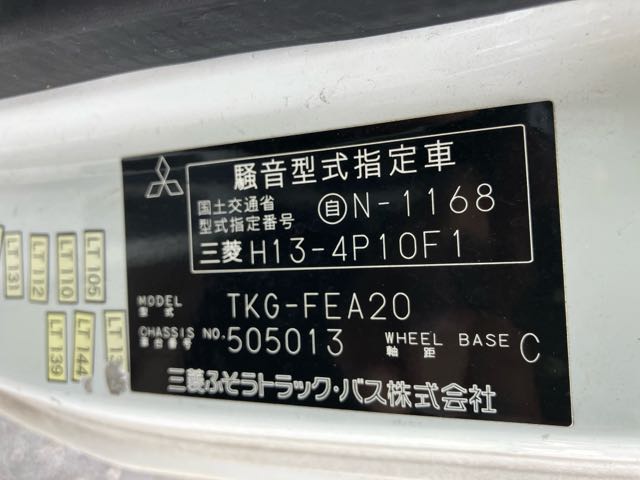 騒音型式指定車
国土交通省
型式指定番号 自N-1168
三菱 H13-4P10F1
MODEL
型式
TKG-FEA20
CHASSIS NO.
車台番号
505013
WHEEL BASE
軸距
C
三菱ふそうトラック・バス株式会社
LT 131
LT 112
LT 110
LT 105
LT 139
LT 144